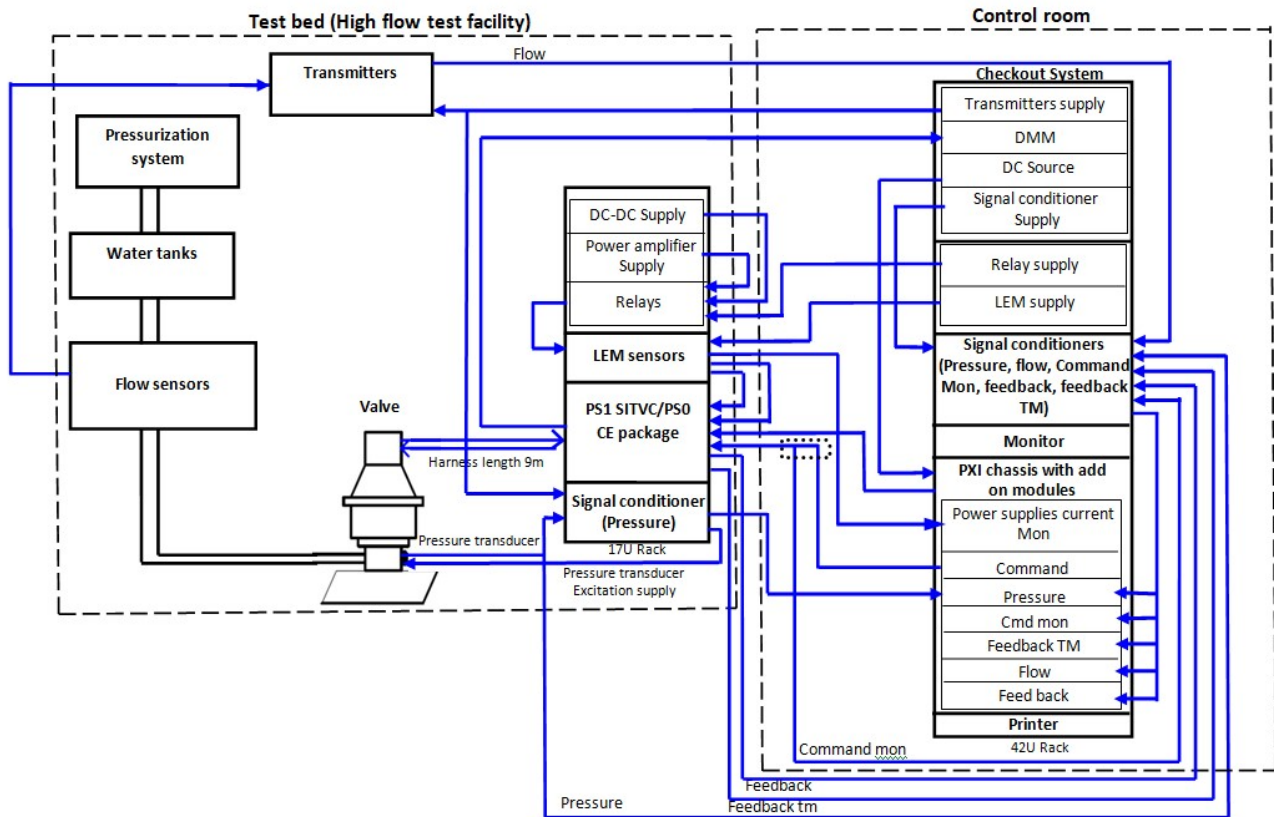 Test bed (High flow test facility)
Control room
Flow
Transmitters
Pressurization
system
Water tanks
Flow sensors
Valve
Harness length 9m
Pressure transducer
DC-DC Supply
Power amplifier
Supply
Relays
LEM sensors
PS1 SITVC/PS0
CE package
Signal conditioner
(Pressure)
17U Rack
Pressure transducer
Excitation supply
Checkout System
Transmitters supply
DMM
DC Source
Signal conditioner
Supply
Relay supply
LEM supply
Signal conditioners
(Pressure, flow, Command
Mon, feedback, feedback
TM)
Monitor
PXI chassis with add
on modules
Power supplies current
Mon
Command
Pressure
Cmd mon
Feedback TM
Flow
Feed back
Printer
42U Rack
Command mon
Feedback
Pressure
Feedback tm